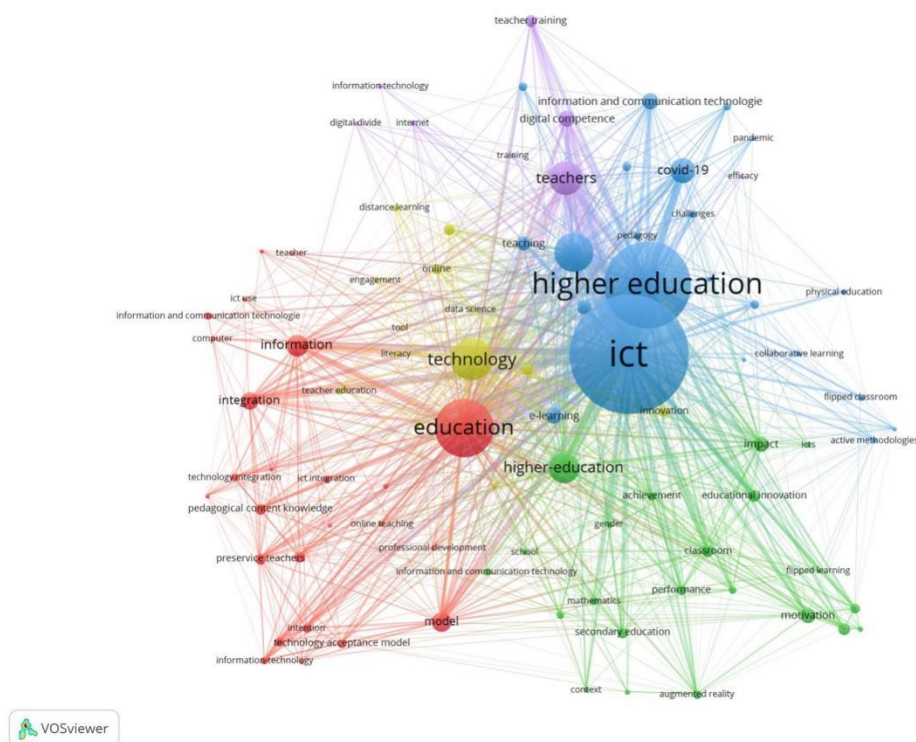 teacher training
information technology
information and communication technologie
digital divide
internet
digital competence
pandemic
training
teachers
covid-19
efficacy
distance learning
challenges
pedagogy
teaching
teacher
online
engagement
higher education
physical education
ict use
data science
information and communication technologie
tool
computer
information
literacy
technology
ict
collaborative learning
teacher education
integration
flipped classroom
e-learning
innovation
education
active methodologies
impact
icts
higher-education
technology integration
ict integration
achievement
educational innovation
pedagogical content knowledge
online teaching
gender
professional development
school
classroom
preservice teachers
information and communication technology
flipped learning
performance
mathematics
model
motivation
intention
secondary education
technology acceptance model
information-technology
context
augmented reality
VOSviewer